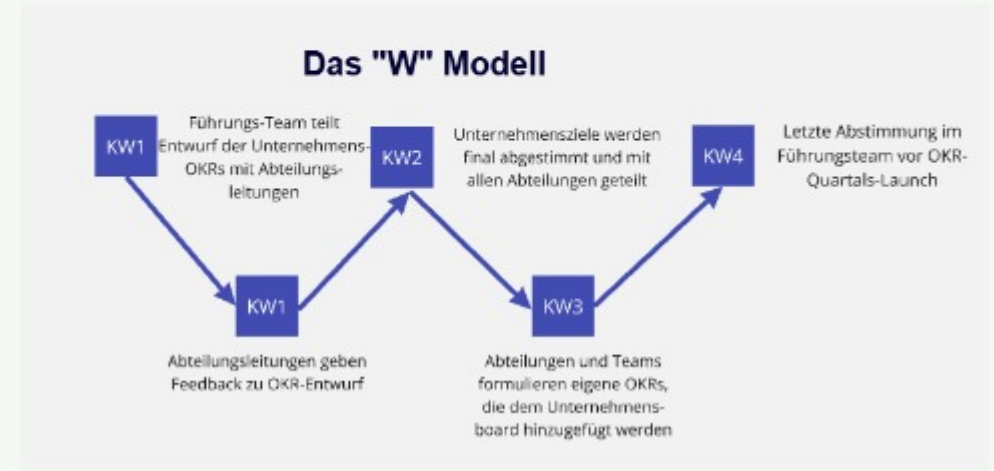 Das "W" Modell
KW1
Führungs-Team teilt
Entwurf der Unternehmens-
OKRs mit Abteilungs-
leitungen
KW2
Unternehmensziele werden
final abgestimmt und mit
allen Abteilungen geteilt
KW4
Letzte Abstimmung im
Führungsteam vor OKR-
Quartals-Launch
KW1
Abteilungsleitungen geben
Feedback zu OKR-Entwurf
KW3
Abteilungen und Teams
formulieren eigene OKRs,
die dem Unternehmens-
board hinzugefügt werden